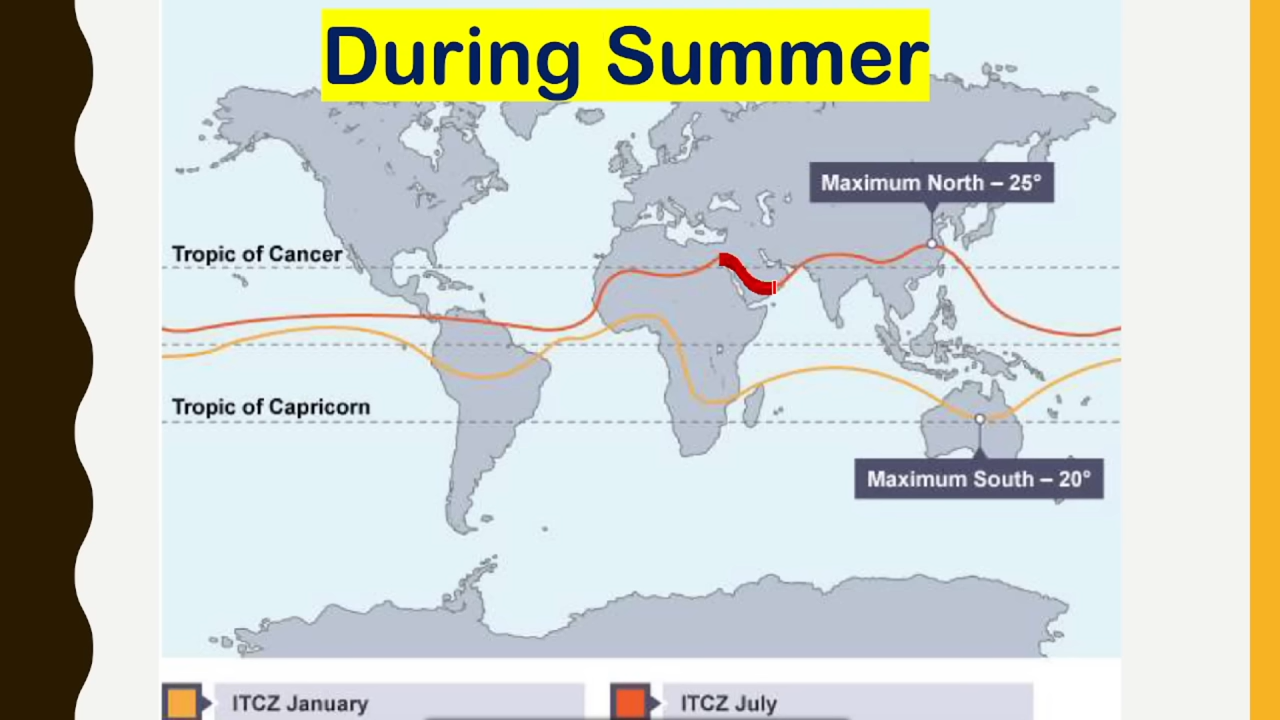 During Summer
Maximum North – 25°
Tropic of Cancer
Tropic of Capricorn
Maximum South – 20°
ITCZ January
ITCZ July